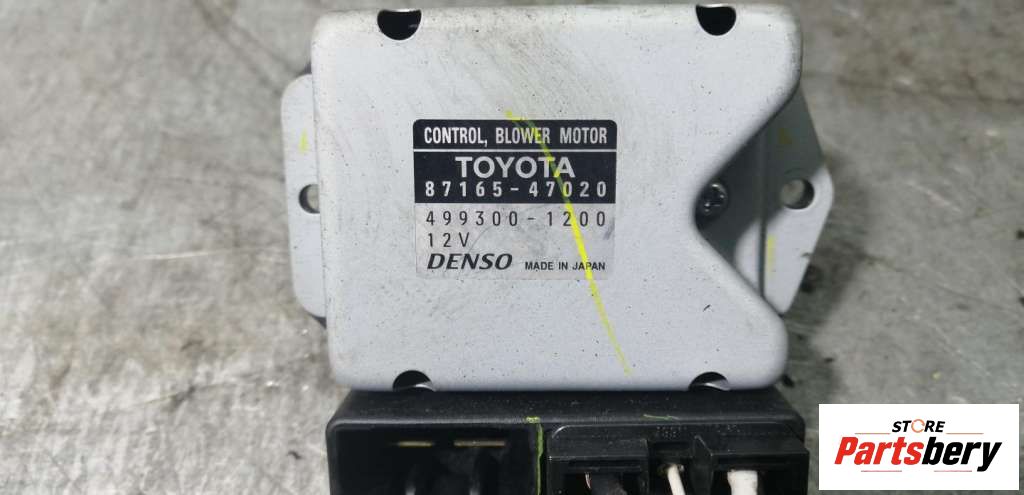 CONTROL, BLOWER MOTOR
TOYOTA
87165-47020
499300-1200
12V
DENSO MADE IN JAPAN
STORE
Partsbery